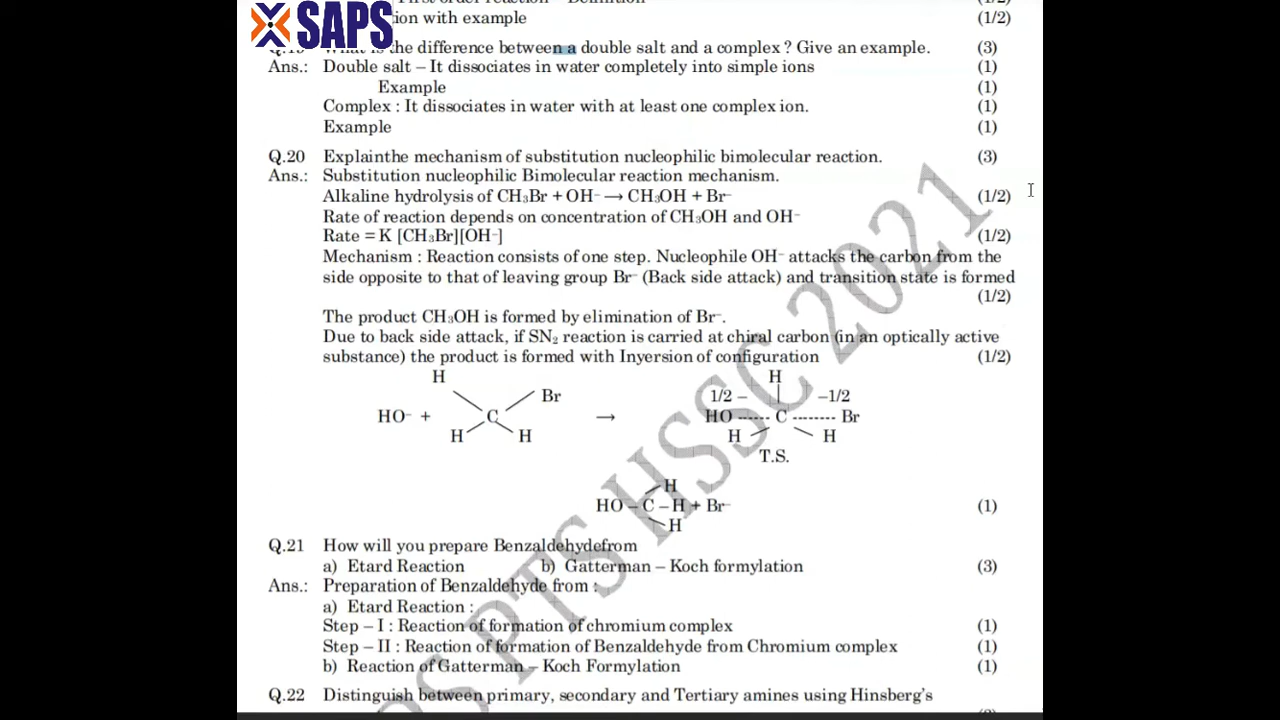 SAPS
ion with example (1/2)
the difference between a double salt and a complex ? Give an example. (3)
Ans.: Double salt – It dissociates in water completely into simple ions (1)
Example (1)
Complex : It dissociates in water with at least one complex ion. (1)
Example (1)
Q.20 Explainthe mechanism of substitution nucleophilic bimolecular reaction. (3)
Ans.: Substitution nucleophilic Bimolecular reaction mechanism.
Alkaline hydrolysis of CH₃Br + OH⁻ → CH₃OH + Br⁻ (1/2)
Rate of reaction depends on concentration of CH₃OH and OH⁻
Rate = K [CH₃Br][OH⁻] (1/2)
Mechanism : Reaction consists of one step. Nucleophile OH⁻ attacks the carbon from the
side opposite to that of leaving group Br⁻ (Back side attack) and transition state is formed
(1/2)
The product CH₃OH is formed by elimination of Br⁻.
Due to back side attack, if SN₂ reaction is carried at chiral carbon (in an optically active
substance) the product is formed with Inyersion of configuration (1/2)
H H
Br 1/2 – –1/2
HO⁻ + C → HO ------ C -------- Br
H H H H
T.S.
H
HO – C – H + Br⁻ (1)
H
Q.21 How will you prepare Benzaldehydefrom
a) Etard Reaction b) Gatterman – Koch formylation (3)
Ans.: Preparation of Benzaldehyde from :
a) Etard Reaction :
Step – I : Reaction of formation of chromium complex (1)
Step – II : Reaction of formation of Benzaldehyde from Chromium complex (1)
b) Reaction of Gatterman – Koch Formylation (1)
Q.22 Distinguish between primary, secondary and Tertiary amines using Hinsberg's
PS PTS HSSC 2021